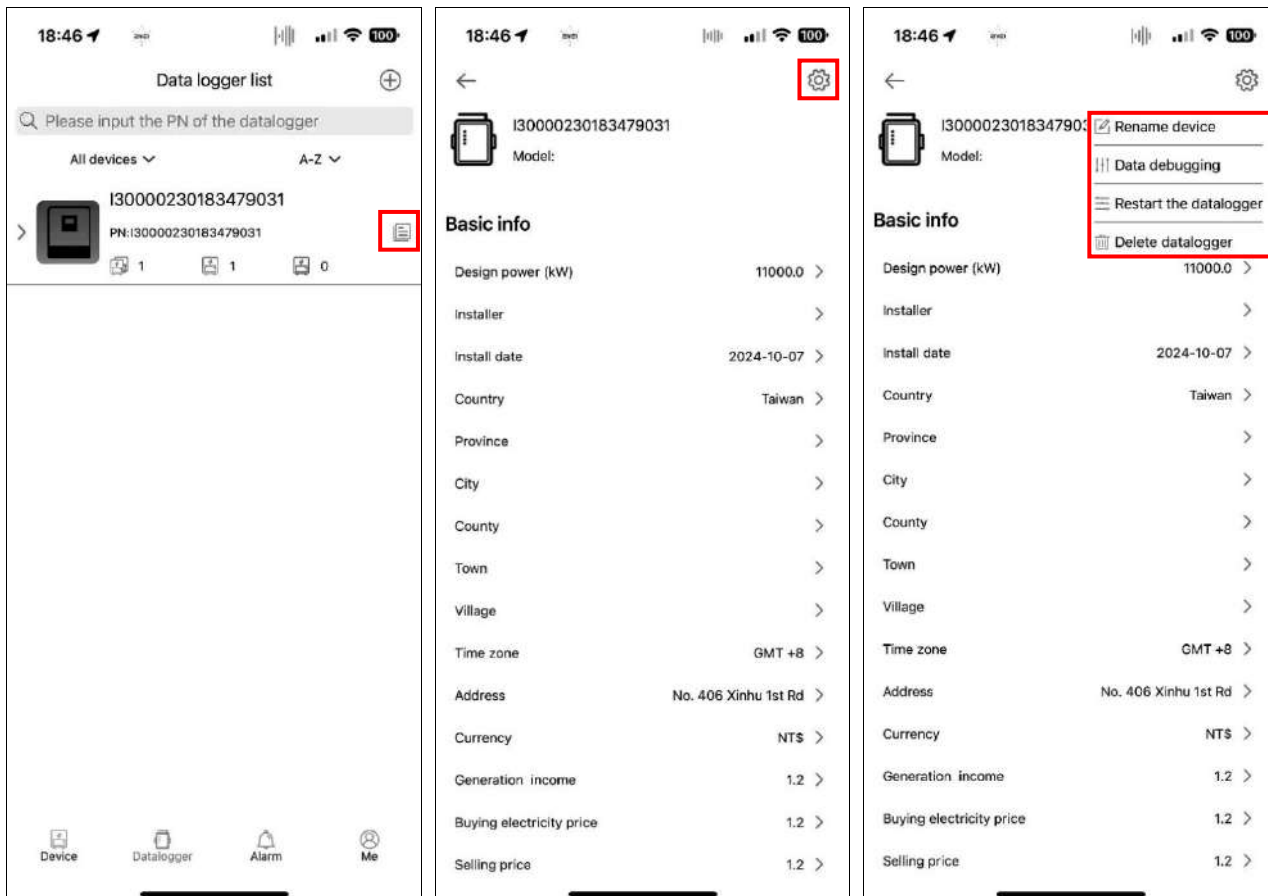 18:46
100
Data logger list
Please input the PN of the datalogger
All devices
A-Z
I30000230183479031
PN:I30000230183479031
1
1
0
Device
Datalogger
Alarm
Me
18:46
100
I30000230183479031
Model:
Basic info
Design power (kW) 11000.0
Installer
Install date 2024-10-07
Country Taiwan
Province
City
County
Town
Village
Time zone GMT +8
Address No. 406 Xinhu 1st Rd
Currency NT$
Generation income 1.2
Buying electricity price 1.2
Selling price 1.2
18:46
100
I3000023018347903
Model:
Rename device
Data debugging
Restart the datalogger
Delete datalogger
Basic info
Design power (kW) 11000.0
Installer
Install date 2024-10-07
Country Taiwan
Province
City
County
Town
Village
Time zone GMT +8
Address No. 406 Xinhu 1st Rd
Currency NT$
Generation income 1.2
Buying electricity price 1.2
Selling price 1.2